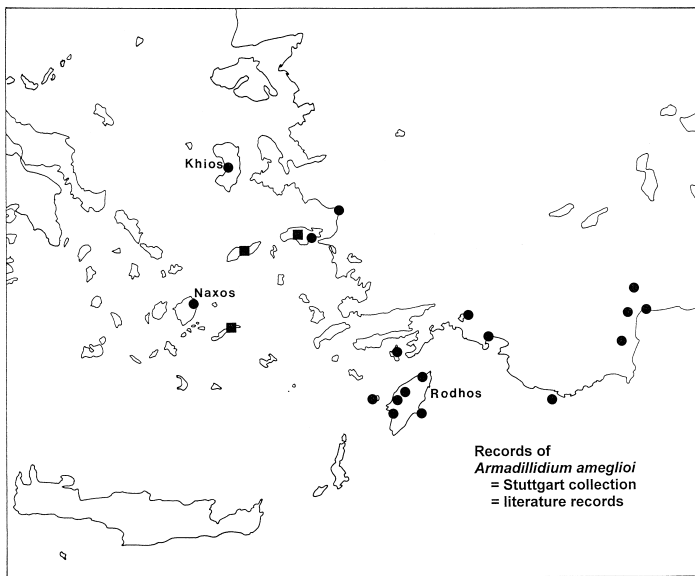 Khios
Naxos
Rodhos
Records of
Armadillidium ameglioi
= Stuttgart collection
= literature records